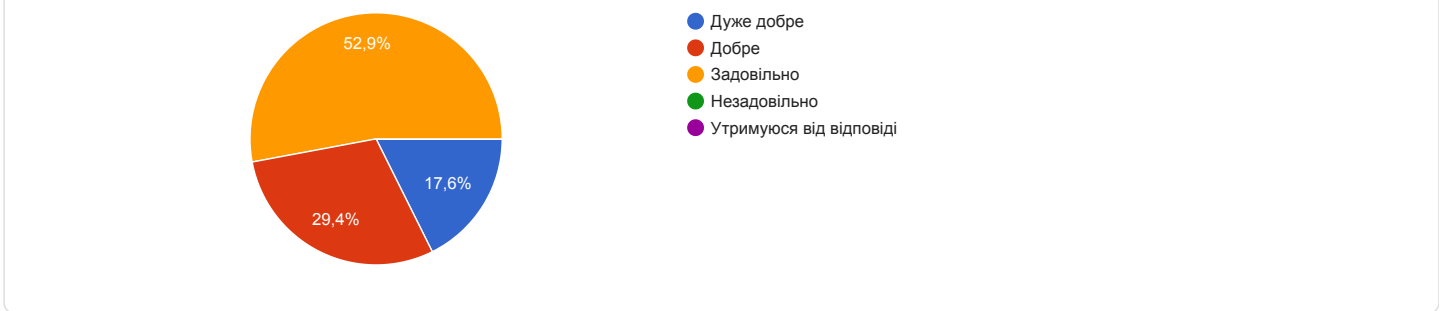 52,9%
17,6%
29,4%
Дуже добре
Добре
Задовільно
Незадовільно
Утримуюся від відповіді